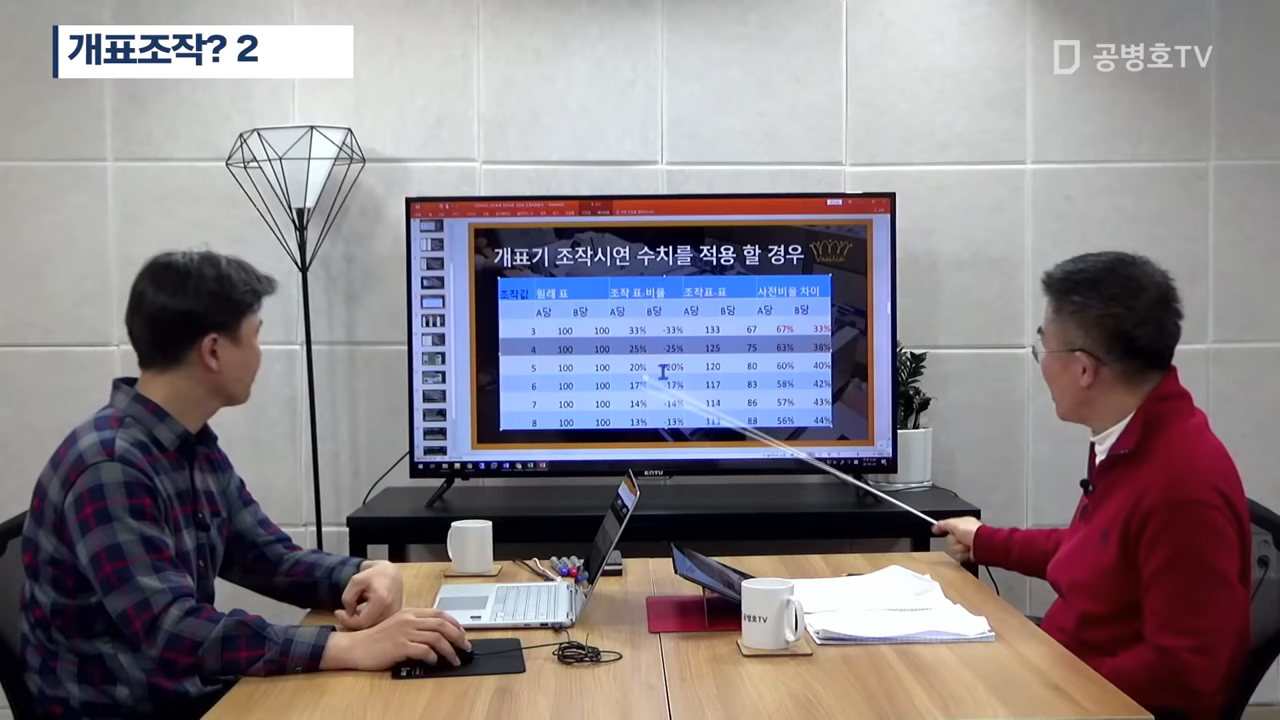 개표조작? 2
공병호TV
개표기 조작시연 수치를 적용 할 경우
Vasilia
조작값 원래 표 조작 표-비율 조작표-표 사전비율 차이
A당 B당 A당 B당 A당 B당 A당 B당
3 100 100 33% -33% 133 67 67% 33%
4 100 100 25% -25% 125 75 63% 38%
5 100 100 20% 20% 120 80 60% 40%
6 100 100 17% 17% 117 83 58% 42%
7 100 100 14% -14% 114 86 57% 43%
8 100 100 13% -13% 113 88 56% 44%
공병호TV